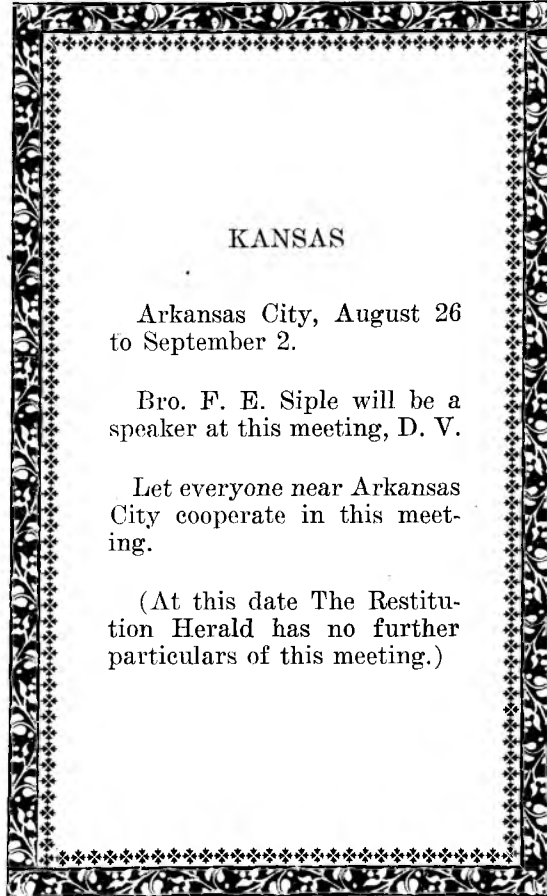 KANSAS
Arkansas City, August 26
to September 2.
Bro. F. E. Siple will be a
speaker at this meeting, D. V.
Let everyone near Arkansas
City cooperate in this meet-
ing.
(At this date The Restitu-
tion Herald has no further
particulars of this meeting.)